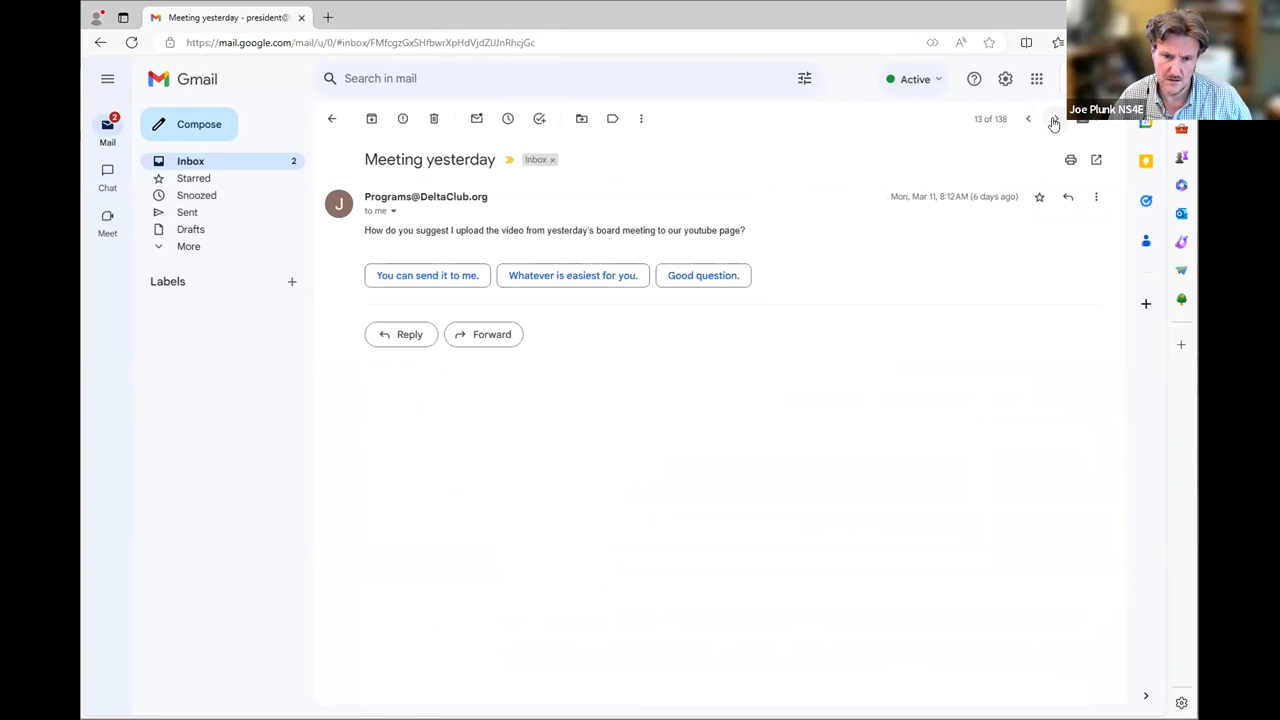 Meeting yesterday - president@
https://mail.google.com/mail/u/0/#inbox/FMfcgzGxSHfbwrXpHdVjdZlJJnRhcjGc
Joe Plunk NS4E
Gmail
Search in mail
Active
2
Mail
Chat
Meet
Compose
Inbox 2
Starred
Snoozed
Sent
Drafts
More
Labels
13 of 138
Meeting yesterday
Inbox ×
J
Programs@DeltaClub.org
Mon, Mar 11, 8:12 AM (6 days ago)
to me
How do you suggest I upload the video from yesterday's board meeting to our youtube page?
You can send it to me.
Whatever is easiest for you.
Good question.
Reply
Forward